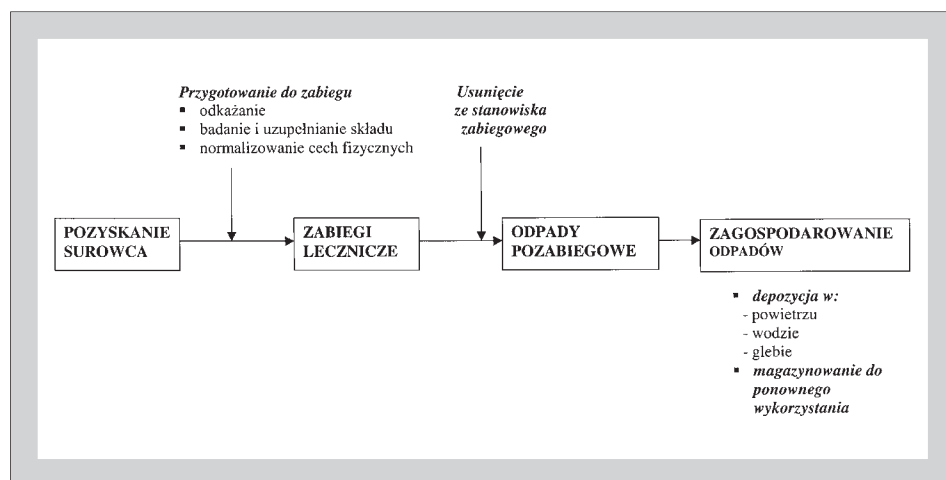 Przygotowanie do zabiegu
▪ odkażanie
▪ badanie i uzupełnianie składu
▪ normalizowanie cech fizycznych
Usunięcie
ze stanowiska
zabiegowego
POZYSKANIE
SUROWCA
ZABIEGI
LECZNICZE
ODPADY
POZABIEGOWE
ZAGOSPODAROWANIE
ODPADÓW
▪ depozycja w:
- powietrzu
- wodzie
- glebie
▪ magazynowanie do
ponownego
wykorzystania